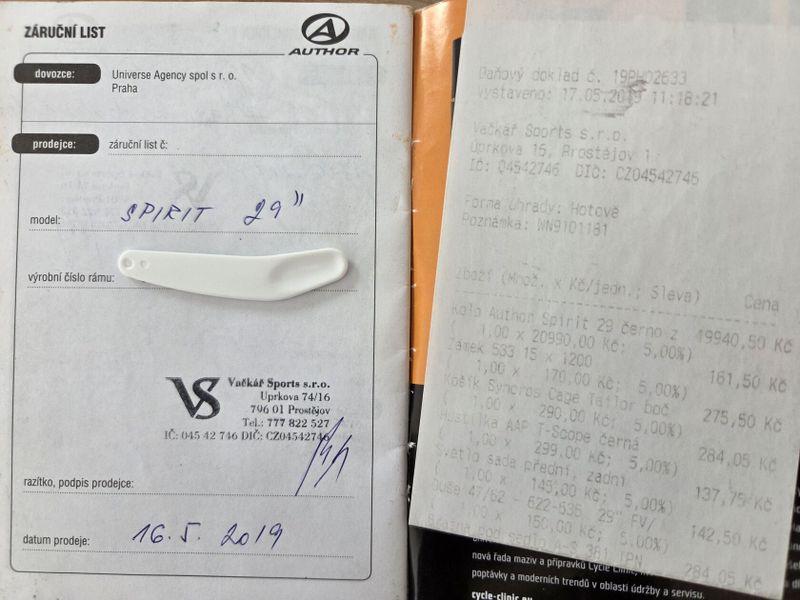 ZÁRUČNÍ LIST
AUTHOR
dovozce:
Universe Agency spol s r. o.
Praha
prodejce:
záruční list č:
model: SPIRIT 29"
výrobní číslo rámu:
VS
Vačkář Sports s.r.o.
Uprkova 74/16
796 01 Prostějov
Tel.: 777 822 527
IČ: 045 42 746 DIČ: CZ04542746
razítko, podpis prodejce:
datum prodeje: 16.5. 2019
Daňový doklad č. 19PH02633
Vystaveno: 17.05.2019 11:18:21
Vačkář Sports s.r.o.
Uprkova 15, Prostějov 1
IČ: 04542746 DIČ: CZ04542746
Forma úhrady: Hotově
Poznámka: WN9101181
Zboží (Množ. x Kč/jedn.; Sleva) Cena
Kolo Author Spirit 29 černo z 19940,50 Kč
( 1,00 x 20990,00 Kč; 5,00%)
Zámek 533 15 x 1200 161,50 Kč
( 1,00 x 170,00 Kč; 5,00%)
Košík Syncros Cage Tailor boč 275,50 Kč
( 1,00 x 290,00 Kč; 5,00%)
Hustilka AAP T-Scope černá 284,05 Kč
( 1,00 x 299,00 Kč; 5,00%)
Světlo sada přední, zadní 137,75 Kč
( 1,00 x 145,00 Kč; 5,00%)
Duše 47/62 - 622-635 29" FV/ 142,50 Kč
1,00 x 150,00 Kč; 5,00%)
Brašna pod sedlo A-S 381 284,05 Kč
nová řada maziv a přípravků Cycle Clinic,
poptávky a moderních trendů v oblasti údržby a servisu.
cycle-clinic.eu